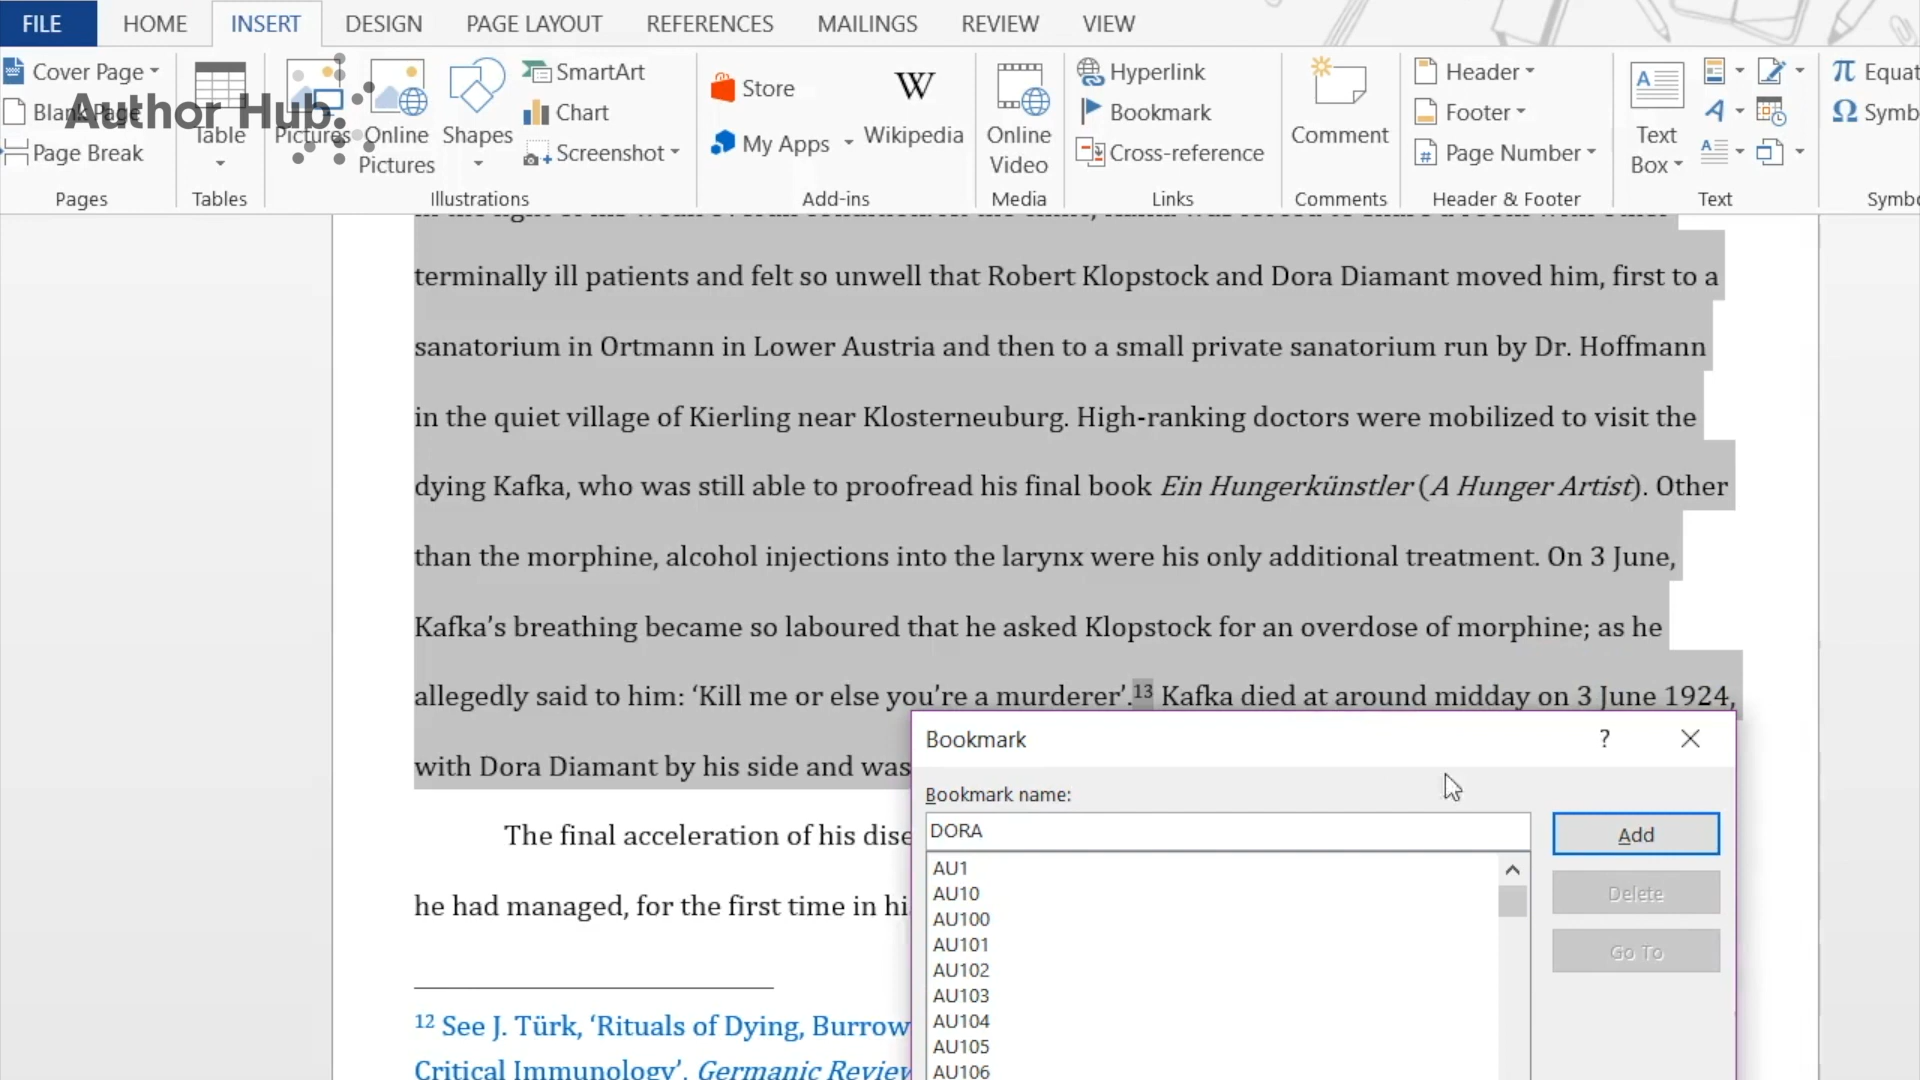 FILE HOME INSERT DESIGN PAGE LAYOUT REFERENCES MAILINGS REVIEW VIEW
Cover Page
Blank Page
Page Break
Pages
Author Hub
Table
Tables
Pictures
Online
Pictures
Shapes
SmartArt
Chart
Screenshot
Illustrations
Store
My Apps
W
Wikipedia
Add-ins
Online
Video
Media
Hyperlink
Bookmark
Cross-reference
Links
Comment
Comments
Header
Footer
# Page Number
Header & Footer
A
Text
Box
A
A
Text
π Equat
Ω Symb
Symbo
terminally ill patients and felt so unwell that Robert Klopstock and Dora Diamant moved him, first to a
sanatorium in Ortmann in Lower Austria and then to a small private sanatorium run by Dr. Hoffmann
in the quiet village of Kierling near Klosterneuburg. High-ranking doctors were mobilized to visit the
dying Kafka, who was still able to proofread his final book Ein Hungerkünstler (A Hunger Artist). Other
than the morphine, alcohol injections into the larynx were his only additional treatment. On 3 June,
Kafka’s breathing became so laboured that he asked Klopstock for an overdose of morphine; as he
allegedly said to him: ‘Kill me or else you’re a murderer’.13 Kafka died at around midday on 3 June 1924,
with Dora Diamant by his side and was
The final acceleration of his dise
he had managed, for the first time in hi
12 See J. Türk, ‘Rituals of Dying, Burrow
Critical Immunology’, Germanic Review
Bookmark ?
Bookmark name:
DORA
Add
Delete
Go To
AU1
AU10
AU100
AU101
AU102
AU103
AU104
AU105
AU106